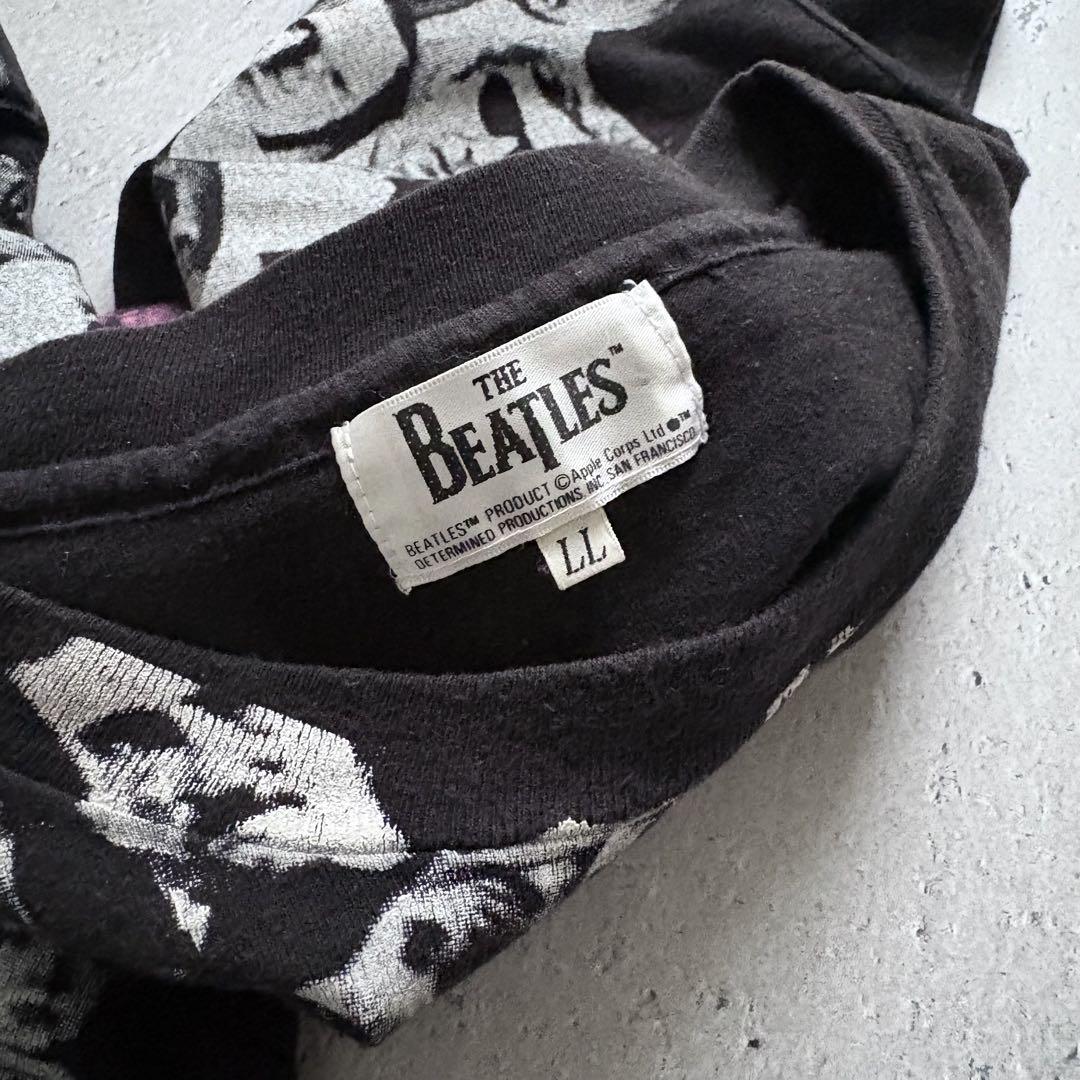 THE
BEATLES™
BEATLES™ PRODUCT ©Apple Corps Ltd ™
DETERMINED PRODUCTIONS INC. SAN FRANCISCO
LL